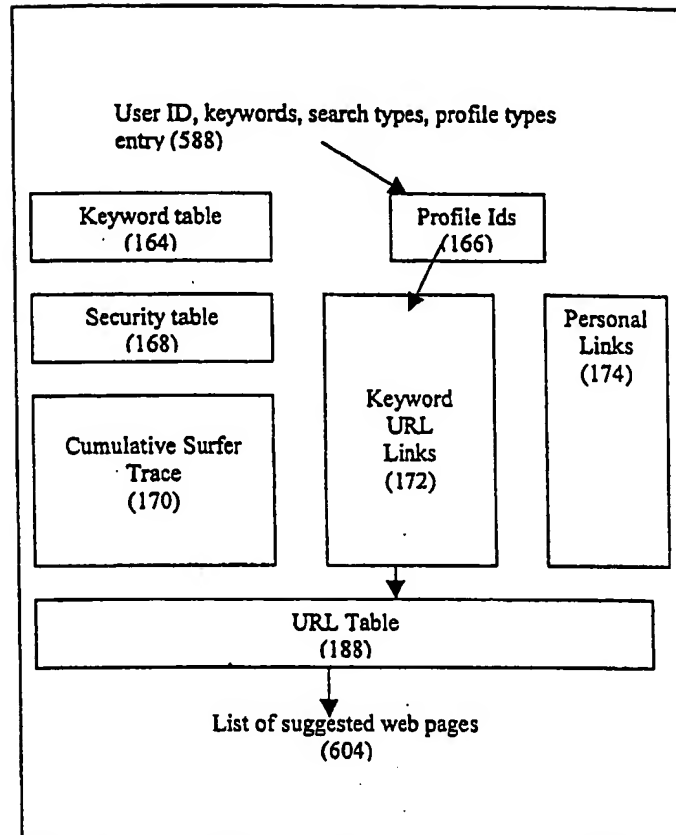 User ID, keywords, search types, profile types
entry (588)
Keyword table
(164)
Profile Ids
(166)
Security table
(168)
Personal
Links
(174)
Keyword
URL
Links
(172)
Cumulative Surfer
Trace
(170)
URL Table
(188)
List of suggested web pages
(604)